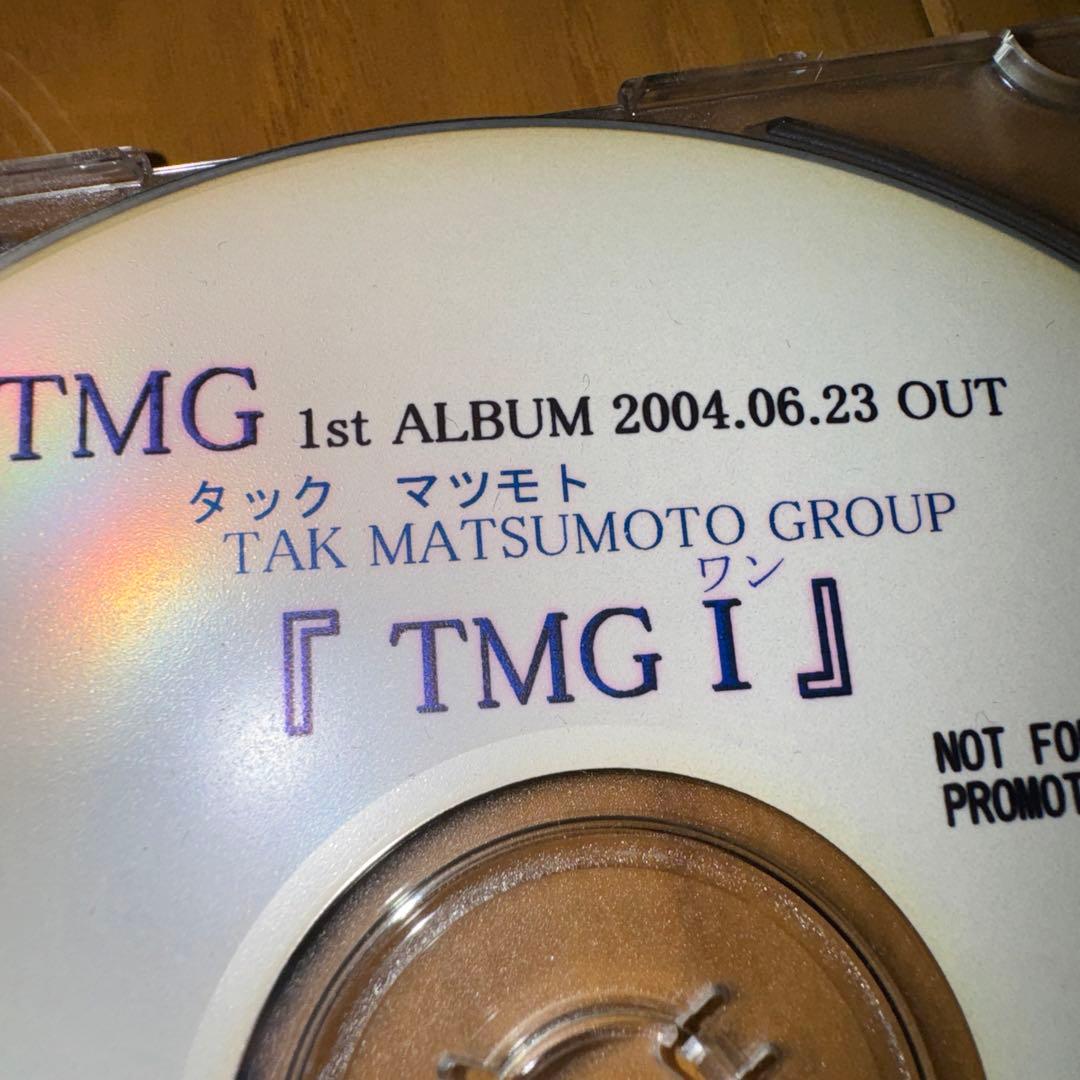 TMG 1st ALBUM 2004.06.23 OUT
タック マツモト
TAK MATSUMOTO GROUP
ワン
『 TMG I 』
NOT FO
PROMOT